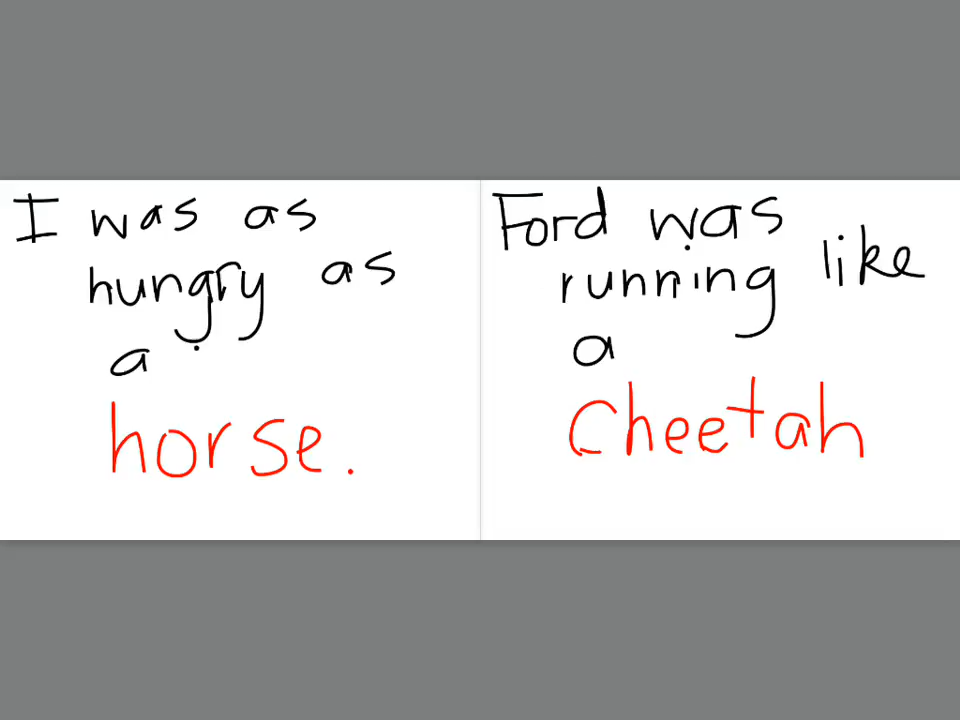 I was as
hungry as
a
horse.
Ford was
running like
a
Cheetah